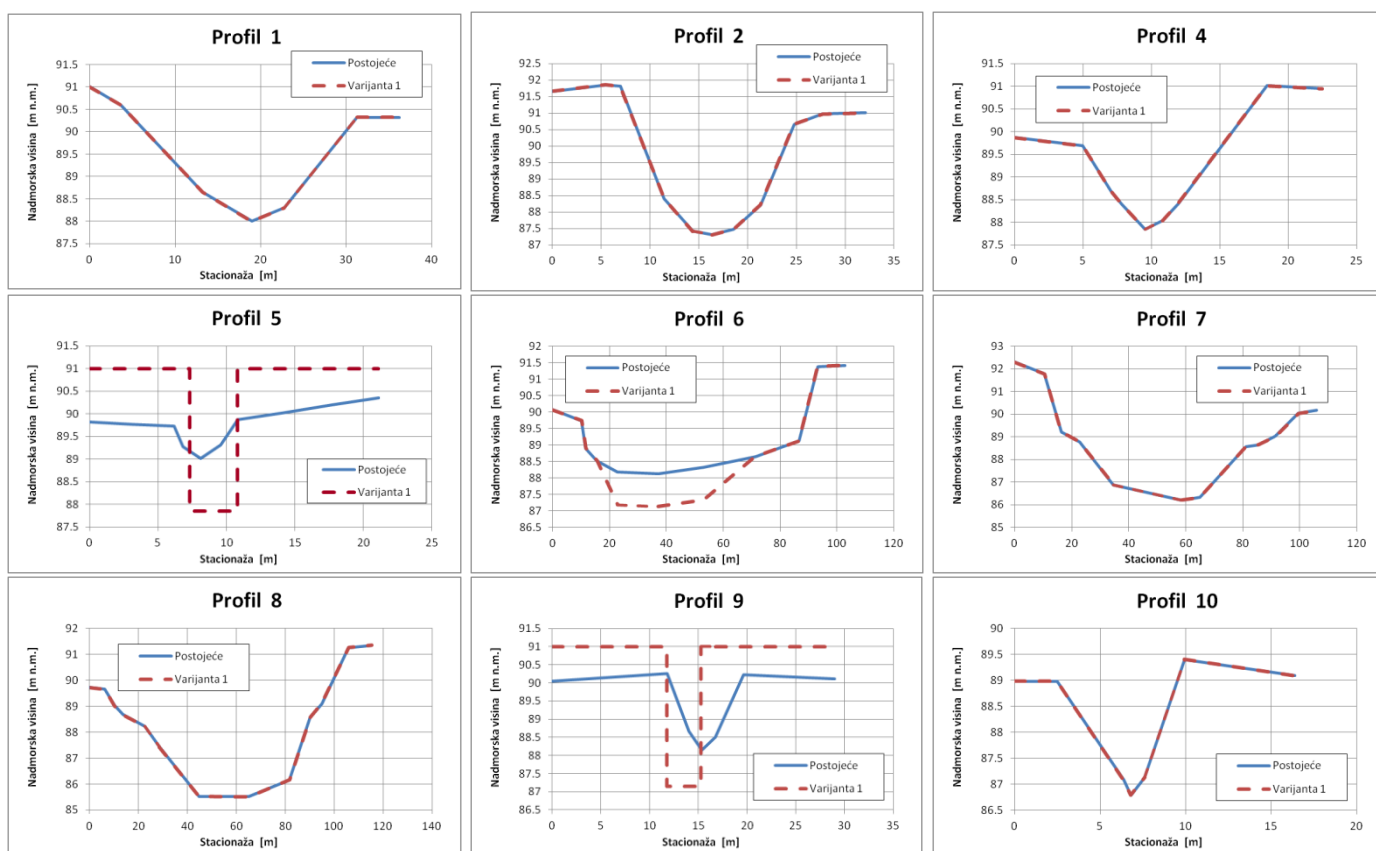 Profil 1
Postojeće
Varijanta 1
Nadmorska visina [m n.m.]
91.5
91
90.5
90
89.5
89
88.5
88
87.5
0 10 20 30 40
Stacionaža [m]
Profil 2
Postojeće
Varijanta 1
Nadmorska visina [m n.m.]
92.5
92
91.5
91
90.5
90
89.5
89
88.5
88
87.5
87
0 5 10 15 20 25 30 35
Stacionaža [m]
Profil 4
Postojeće
Varijanta 1
Nadmorska visina [m n.m.]
91.5
91
90.5
90
89.5
89
88.5
88
87.5
0 5 10 15 20 25
Stacionaža [m]
Profil 5
Postojeće
Varijanta 1
Nadmorska visina [m n.m.]
91.5
91
90.5
90
89.5
89
88.5
88
87.5
0 5 10 15 20 25
Stacionaža [m]
Profil 6
Postojeće
Varijanta 1
Nadmorska visina [m n.m.]
92
91.5
91
90.5
90
89.5
89
88.5
88
87.5
87
86.5
0 20 40 60 80 100 120
Stacionaža [m]
Profil 7
Postojeće
Varijanta 1
Nadmorska visina [m n.m.]
93
92
91
90
89
88
87
86
85
0 20 40 60 80 100 120
Stacionaža [m]
Profil 8
Postojeće
Varijanta 1
Nadmorska visina [m n.m.]
92
91
90
89
88
87
86
85
0 20 40 60 80 100 120 140
Stacionaža [m]
Profil 9
Postojeće
Varijanta 1
Nadmorska visina [m n.m.]
91.5
91
90.5
90
89.5
89
88.5
88
87.5
87
86.5
0 5 10 15 20 25 30 35
Stacionaža [m]
Profil 10
Postojeće
Varijanta 1
Nadmorska visina [m n.m.]
90
89.5
89
88.5
88
87.5
87
86.5
0 5 10 15 20
Stacionaža [m]